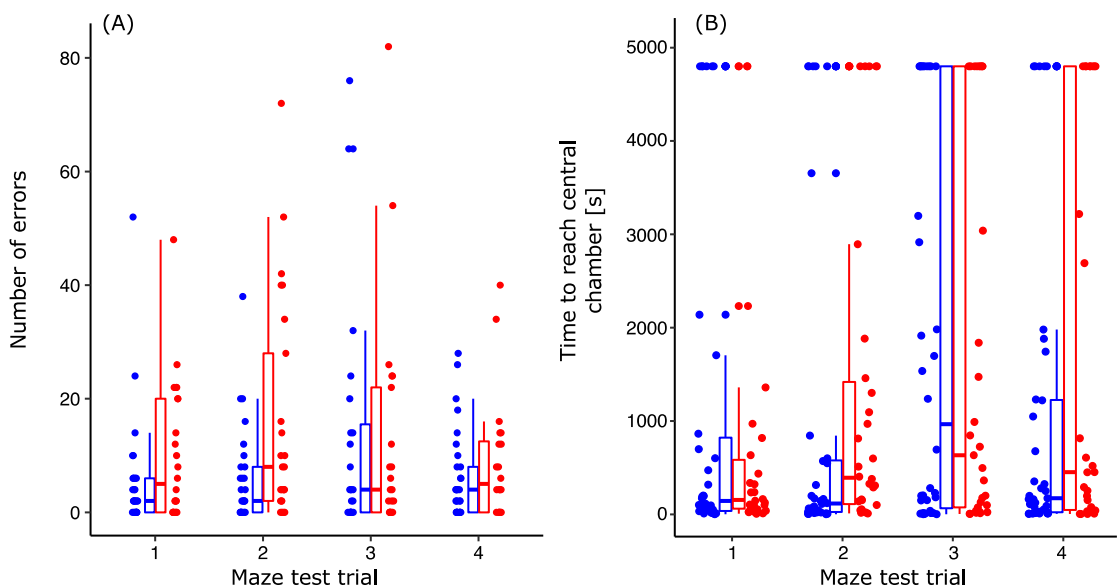 (A)
Number of errors
80
60
40
20
0
1 2 3 4
Maze test trial
(B)
Time to reach central
chamber [s]
5000
4000
3000
2000
1000
0
1 2 3 4
Maze test trial